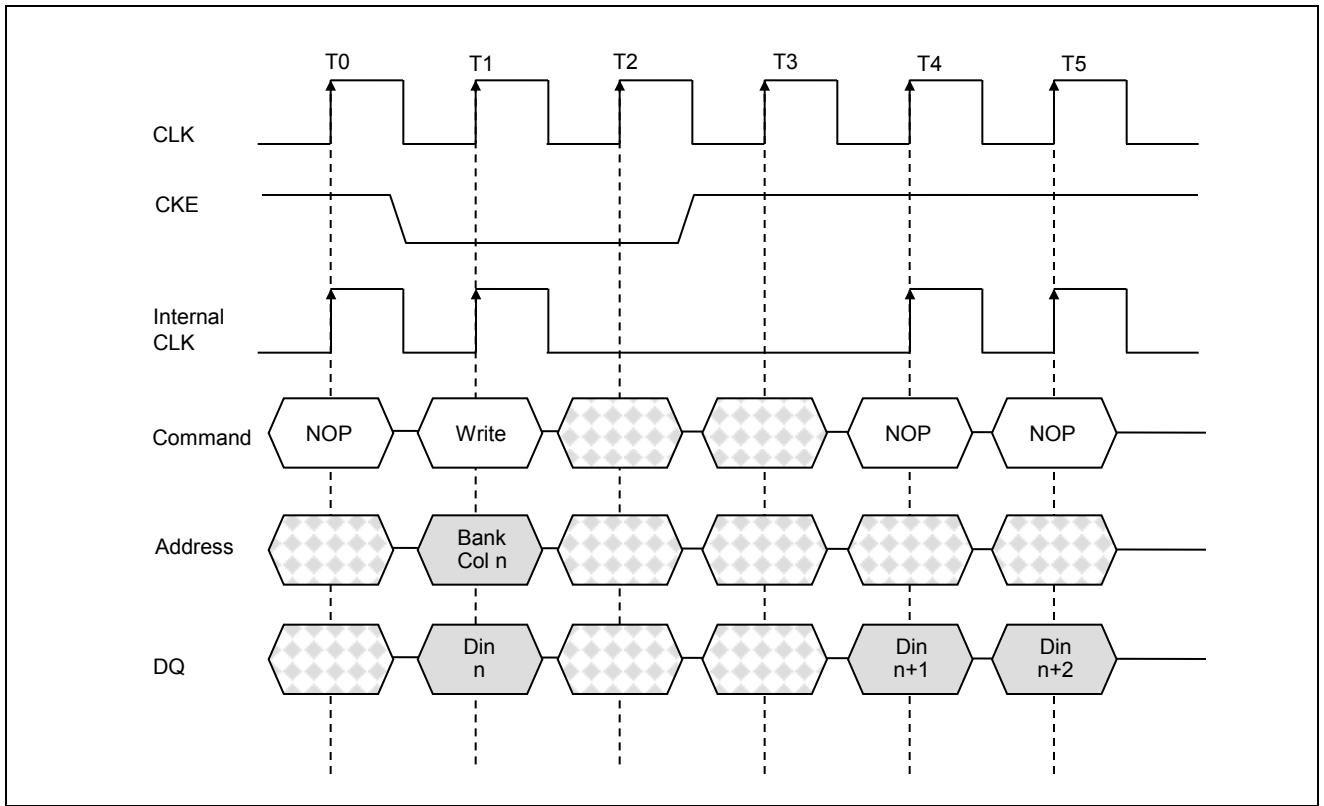 T0 T1 T2 T3 T4 T5
CLK
CKE
Internal
CLK
Command NOP Write NOP NOP
Address Bank
Col n
DQ Din
n Din
n+1 Din
n+2